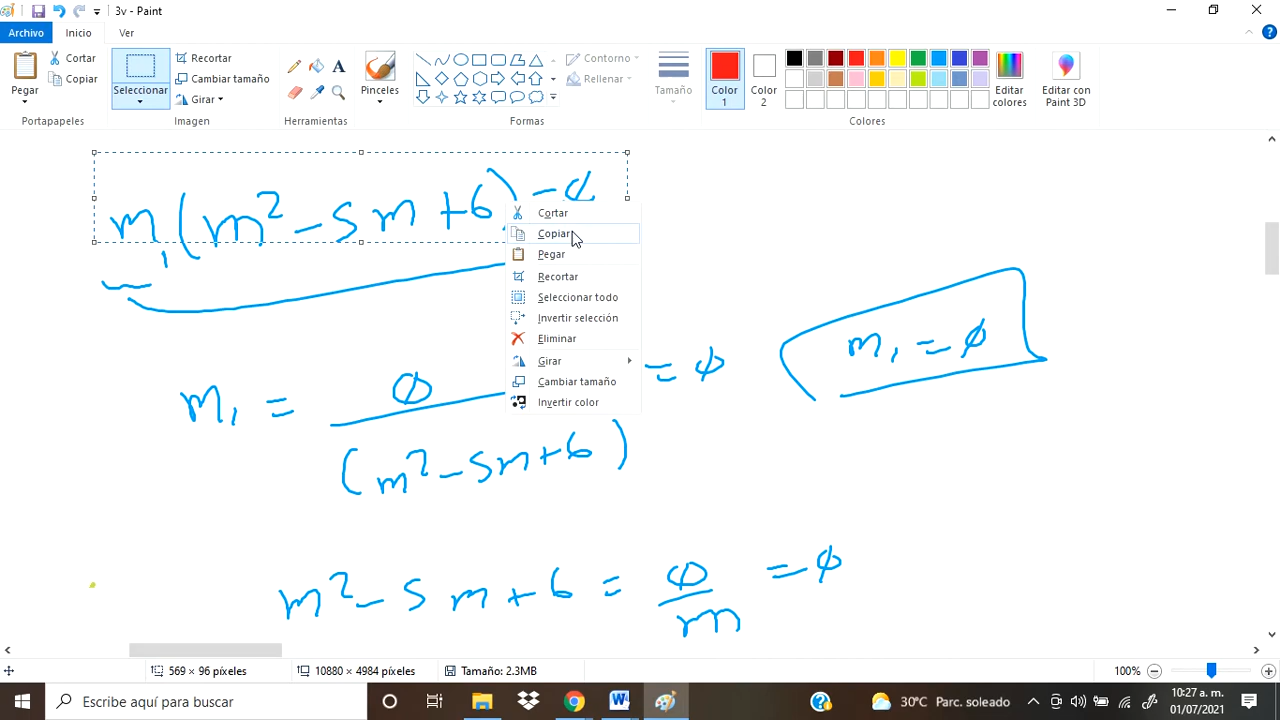 3v - Paint
Archivo Inicio Ver
Pegar
Cortar
Copiar
Portapapeles
Seleccionar
Recortar
Cambiar tamaño
Girar
Imagen
A
Herramientas
Pinceles
Contorno
Rellenar
Formas
Tamaño
Color 1
Color 2
Editar colores
Editar con Paint 3D
Colores
m₁(m² - 5m + 6) =
Cortar
Copiar
Pegar
Recortar
Seleccionar todo
Invertir selección
Eliminar
Girar
Cambiar tamaño
Invertir color
m₁ = φ / (m² - 5m + 6) = φ
m₁ = φ
m² - 5m + 6 = φ/m = φ
569 × 96 píxeles 10880 × 4984 píxeles Tamaño: 2.3MB 100%
Escribe aquí para buscar
30°C Parc. soleado
10:27 a. m.
01/07/2021